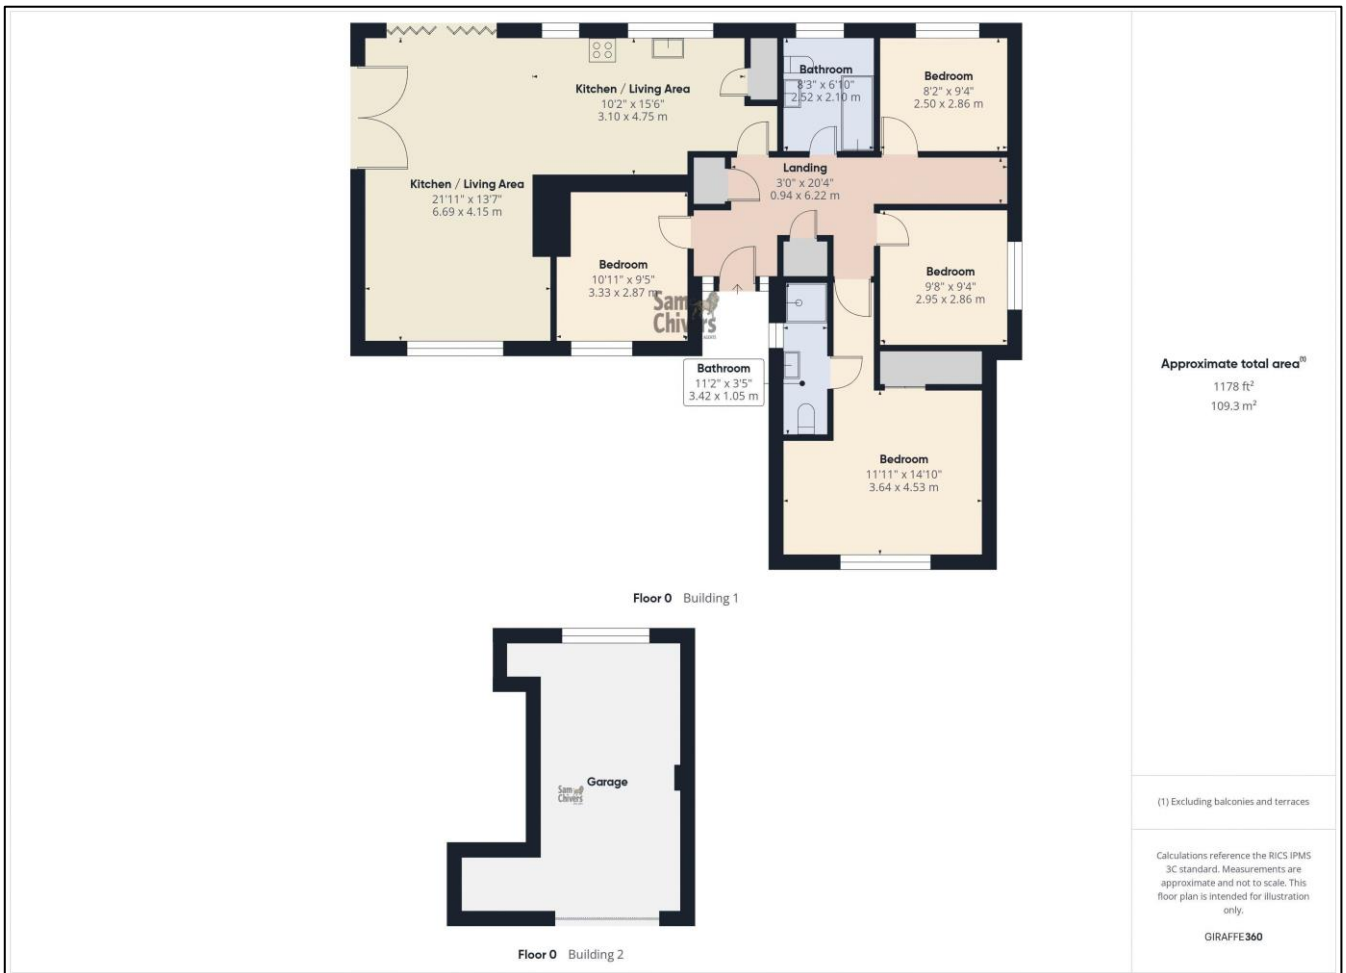 Kitchen / Living Area
10'2" x 15'6"
3.10 x 4.75 m
Bathroom
8'3" x 6'10"
2.52 x 2.10 m
Bedroom
8'2" x 9'4"
2.50 x 2.86 m
Kitchen / Living Area
21'11" x 13'7"
6.69 x 4.15 m
Landing
3'0" x 20'4"
0.94 x 6.22 m
Bedroom
10'11" x 9'5"
3.33 x 2.87 m
Sam
Chivers
Bedroom
9'8" x 9'4"
2.95 x 2.86 m
Bathroom
11'2" x 3'5"
3.42 x 1.05 m
Bedroom
11'11" x 14'10"
3.64 x 4.53 m
Floor 0 Building 1
Garage
Sam
Chivers
Floor 0 Building 2
Approximate total area(1)
1178 ft²
109.3 m²
(1) Excluding balconies and terraces
Calculations reference the RICS IPMS
3C standard. Measurements are
approximate and not to scale. This
floor plan is intended for illustration
only.
GIRAFFE360